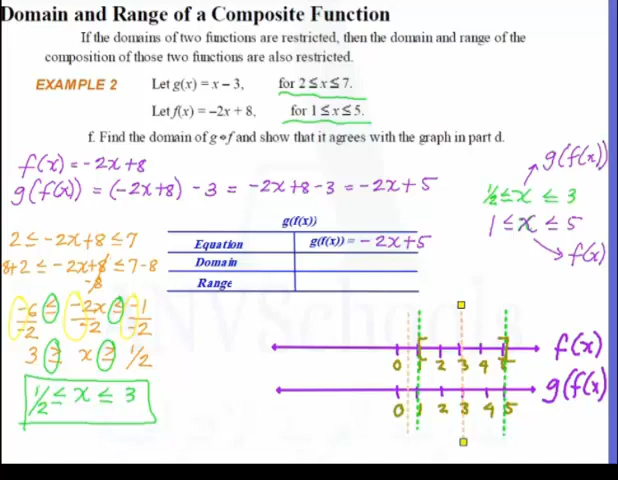 Domain and Range of a Composite Function
If the domains of two functions are restricted, then the domain and range of the
composition of those two functions are also restricted.
EXAMPLE 2 Let g(x) = x – 3, for 2 ≤ x ≤ 7.
Let f(x) = –2x + 8, for 1 ≤ x ≤ 5.
f. Find the domain of g∘f and show that it agrees with the graph in part d.
f(x) = -2x+8
g(f(x)) = (-2x+8) - 3 = -2x+8-3 = -2x+5
g(f(x))
1/2 ≤ x ≤ 3
1 ≤ x ≤ 5
f(x)
g(f(x))
Equation g(f(x)) = -2x+5
Domain
Range
2 ≤ -2x+8 ≤ 7
8+2 ≤ -2x+8 ≤ 7-8
-8
-6/-2 ≤ -2x/-2 ≤ -1/-2
3 ≥ x ≥ 1/2
1/2 ≤ x ≤ 3
f(x)
0 1 2 3 4 5
g(f(x)
0 1 2 3 4 5